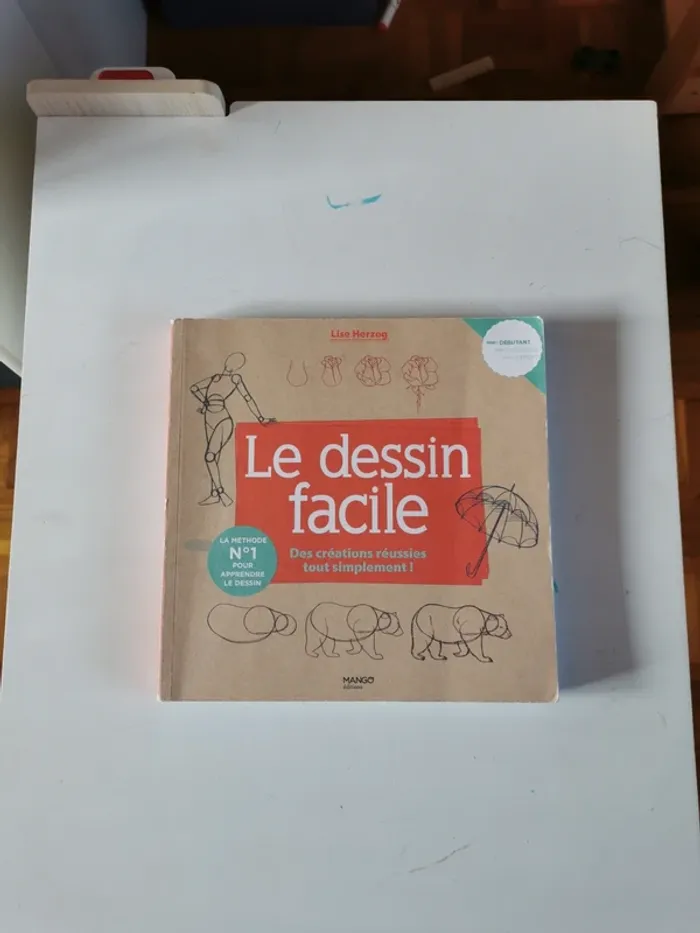 Lise Herzog
DÉBUTANT
Le dessin
facile
Des créations réussies
tout simplement !
LA MÉTHODE
N°1
POUR
APPRENDRE
LE DESSIN
MANGO
éditions